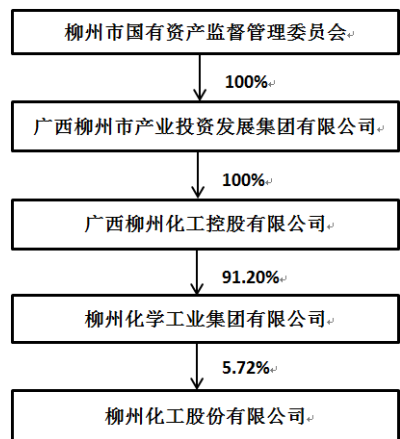 柳州市国有资产监督管理委员会
100%
广西柳州市产业投资发展集团有限公司
100%
广西柳州化工控股有限公司
91.20%
柳州化学工业集团有限公司
5.72%
柳州化工股份有限公司